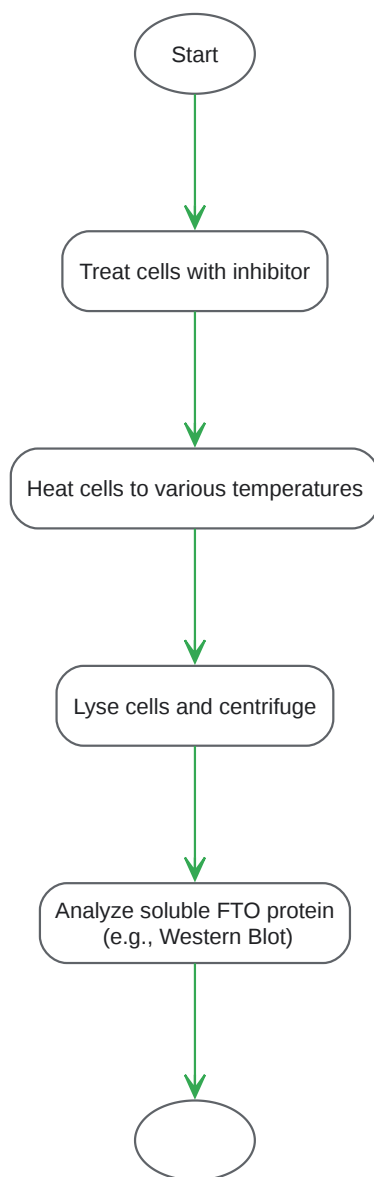 Start
Treat cells with inhibitor
Heat cells to various temperatures
Lyse cells and centrifuge
Analyze soluble FTO protein
(e.g., Western Blot)